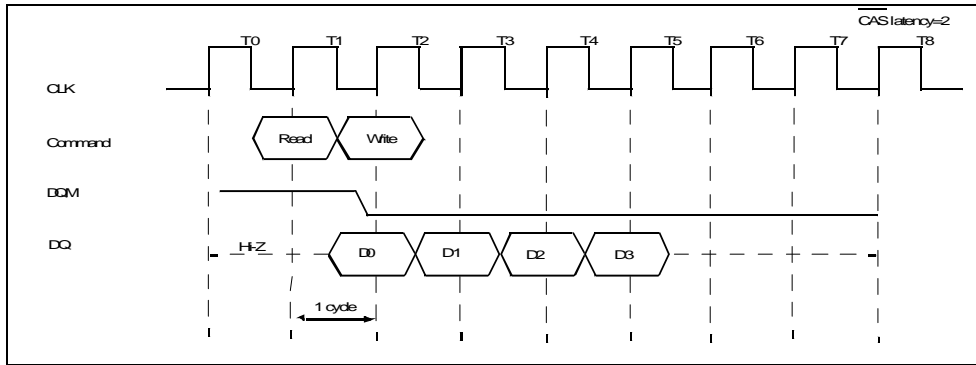 CAS latency=2
T0 T1 T2 T3 T4 T5 T6 T7 T8
CLK
Command Read Write
DQM
DQ Hi-Z D0 D1 D2 D3
1 cycle